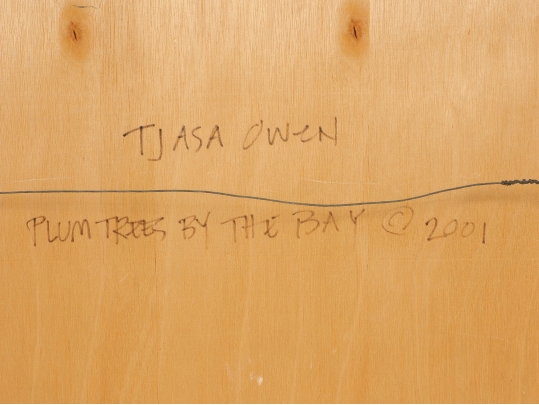 TJASA OWEN
PLUM TREES BY THE BAY © 2001